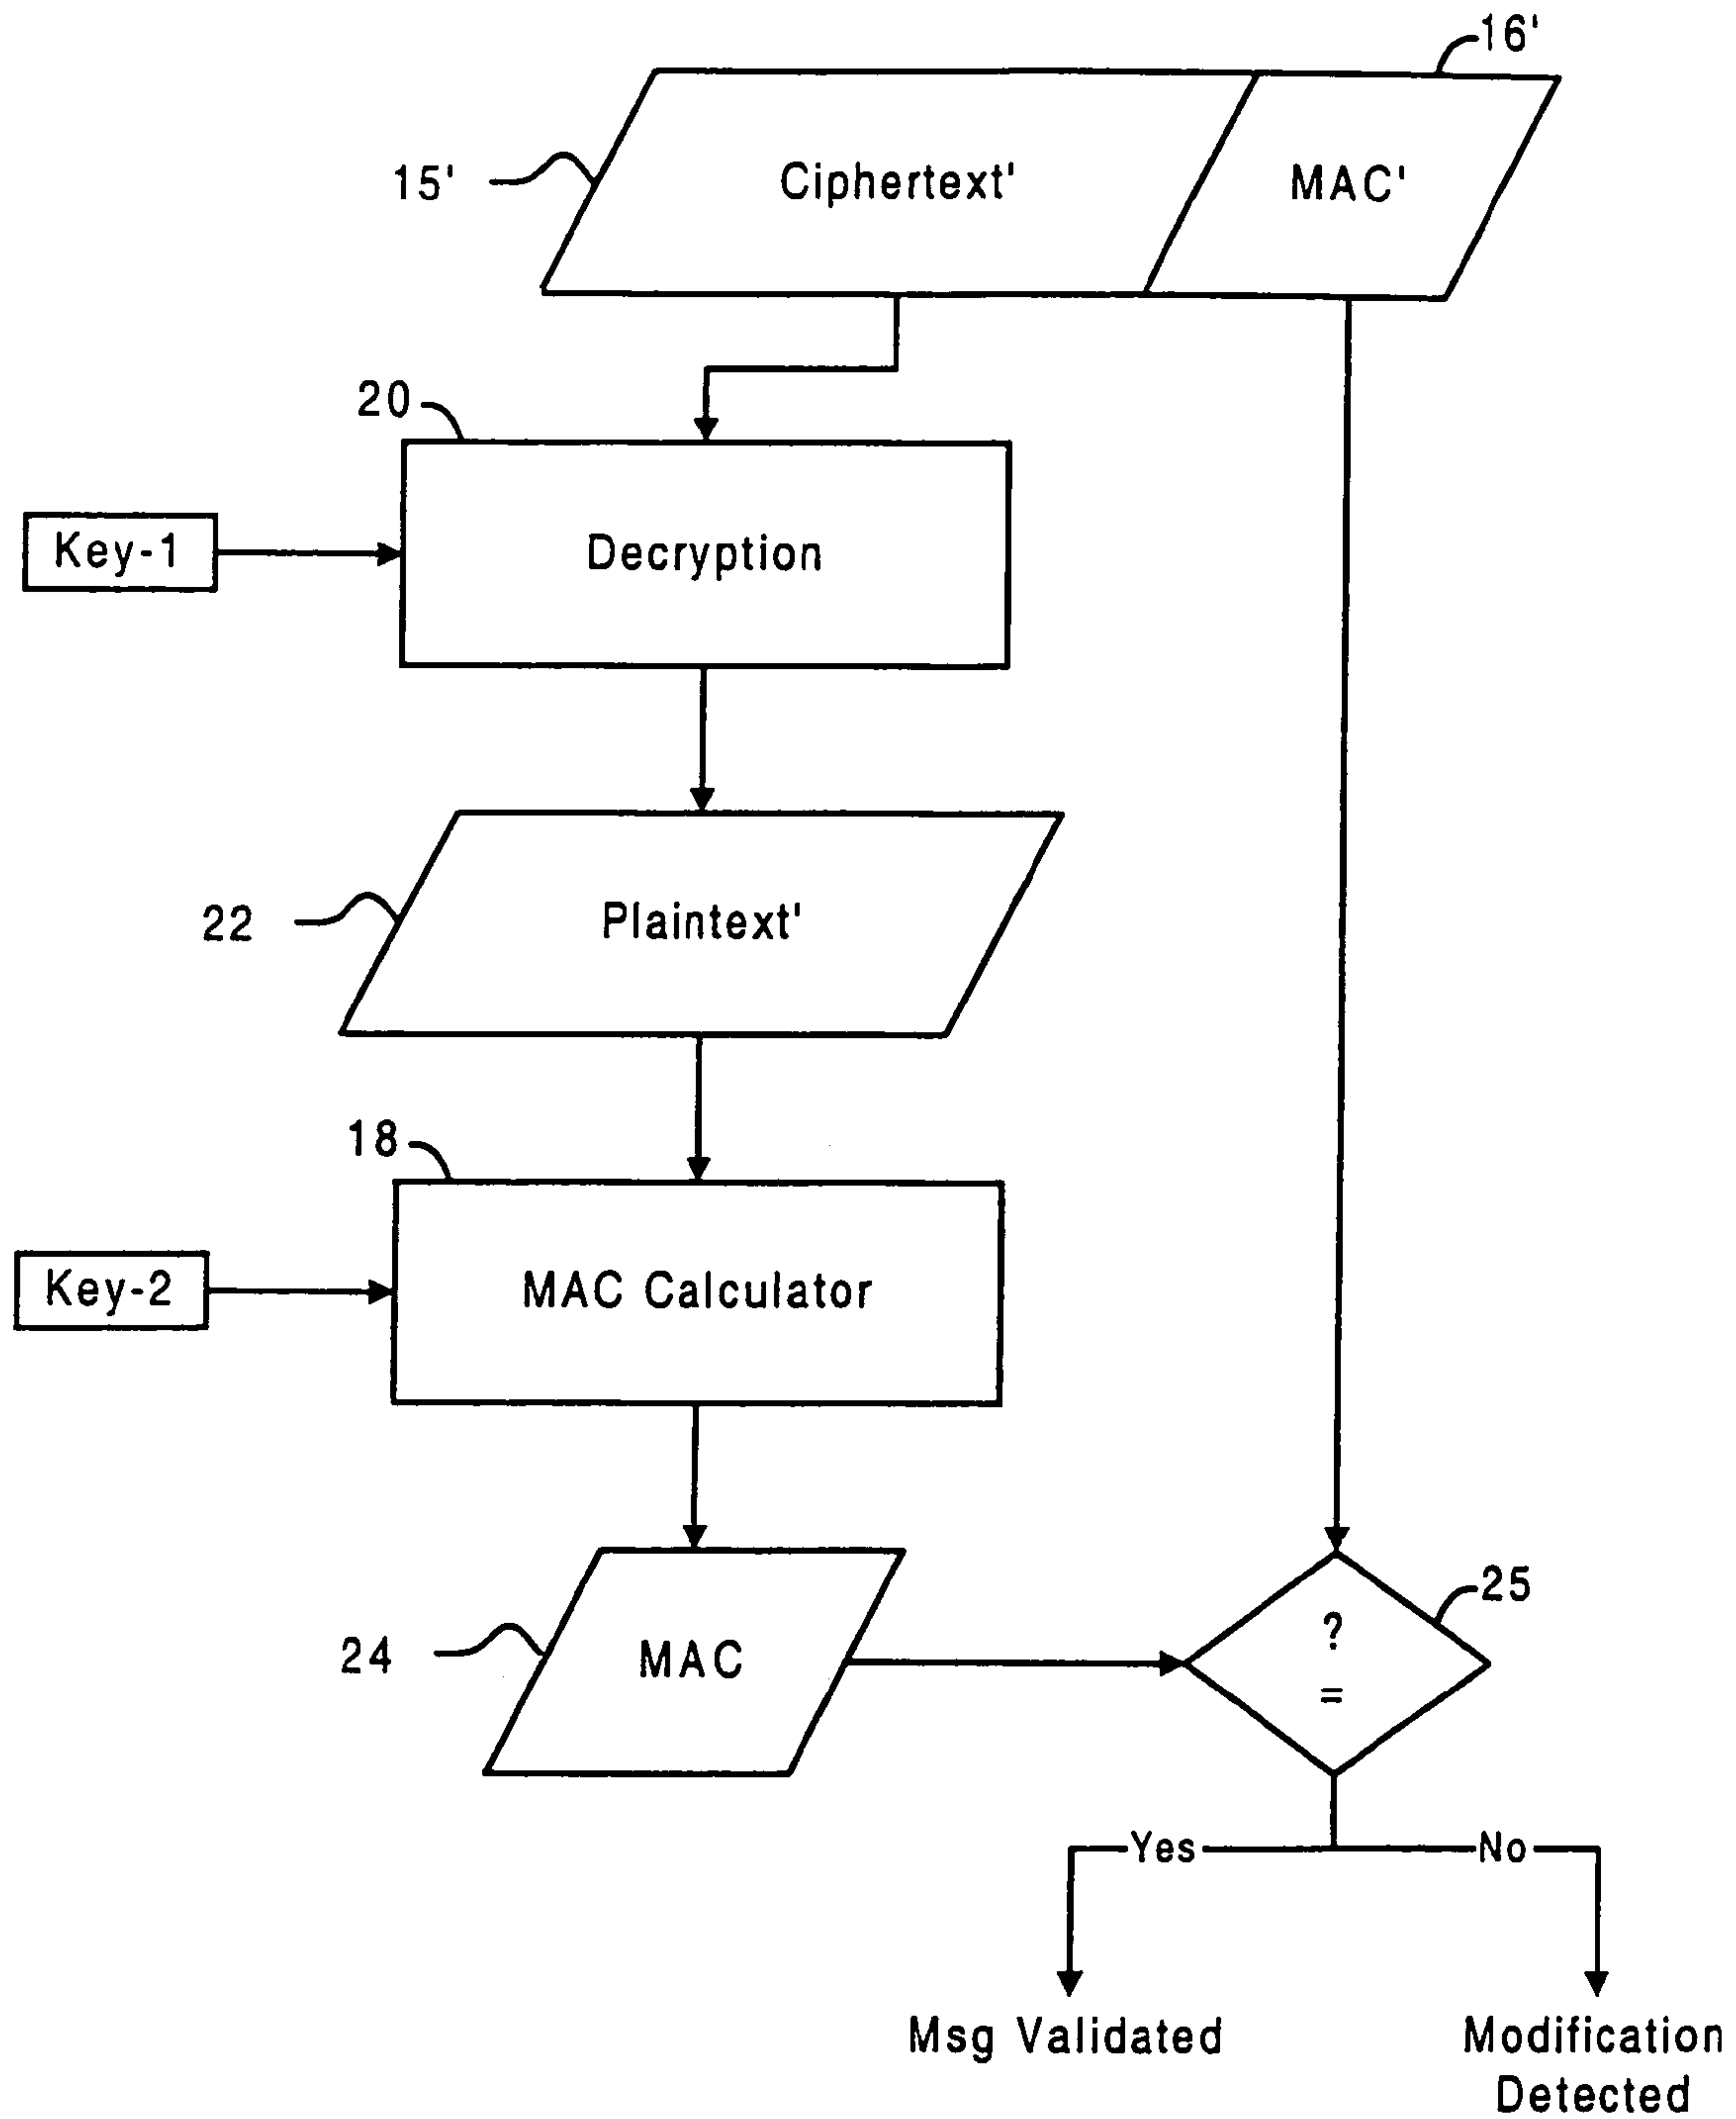 16'
15'
Ciphertext'
MAC'
20
Key-1
Decryption
22
Plaintext'
18
Key-2
MAC Calculator
25
?
=
24
MAC
Yes
No
Msg Validated
Modification
Detected